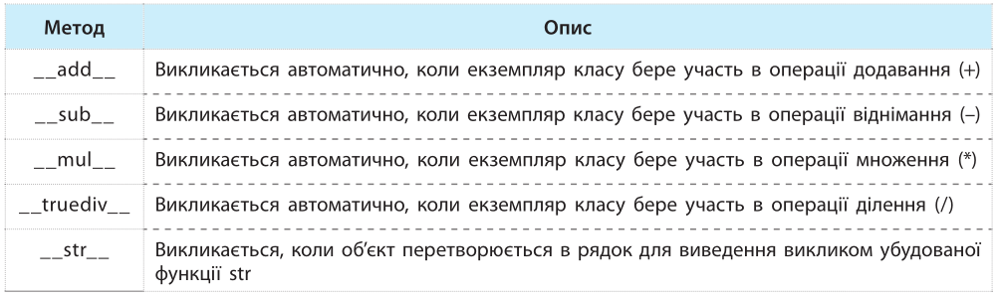 Метод Опис
__add__ Викликається автоматично, коли екземпляр класу бере участь в операції додавання (+)
__sub__ Викликається автоматично, коли екземпляр класу бере участь в операції віднімання (–)
__mul__ Викликається автоматично, коли екземпляр класу бере участь в операції множення (*)
__truediv__ Викликається автоматично, коли екземпляр класу бере участь в операції ділення (/)
__str__ Викликається, коли об’єкт перетворюється в рядок для виведення викликом убудованої
функції str